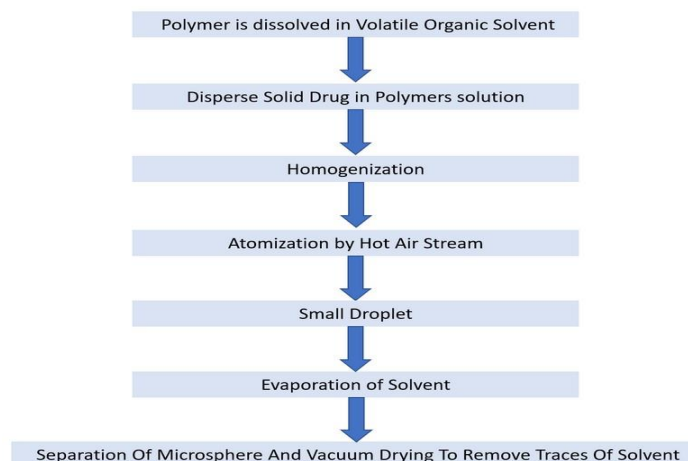 Polymer is dissolved in Volatile Organic Solvent
Disperse Solid Drug in Polymers solution
Homogenization
Atomization by Hot Air Stream
Small Droplet
Evaporation of Solvent
Separation Of Microsphere And Vacuum Drying To Remove Traces Of Solvent